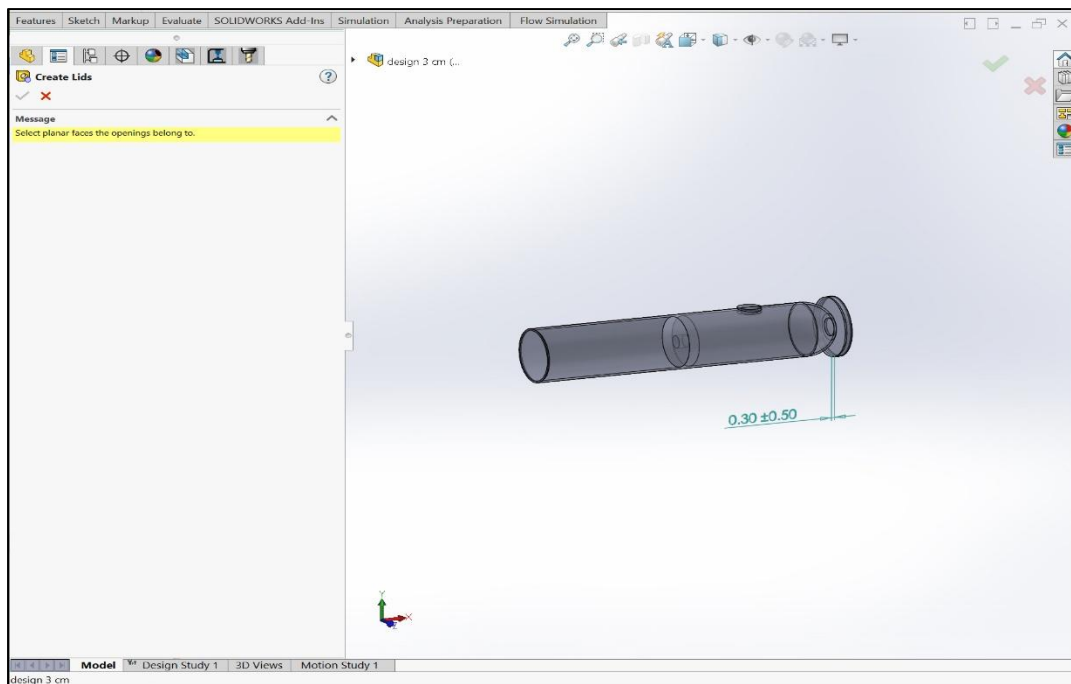 Features Sketch Markup Evaluate SOLIDWORKS Add-Ins Simulation Analysis Preparation Flow Simulation
design 3 cm (...
Create Lids
Message
Select planar faces the openings belong to.
0.30 ±0.50
Y
X
Z
Model Design Study 1 3D Views Motion Study 1
design 3 cm